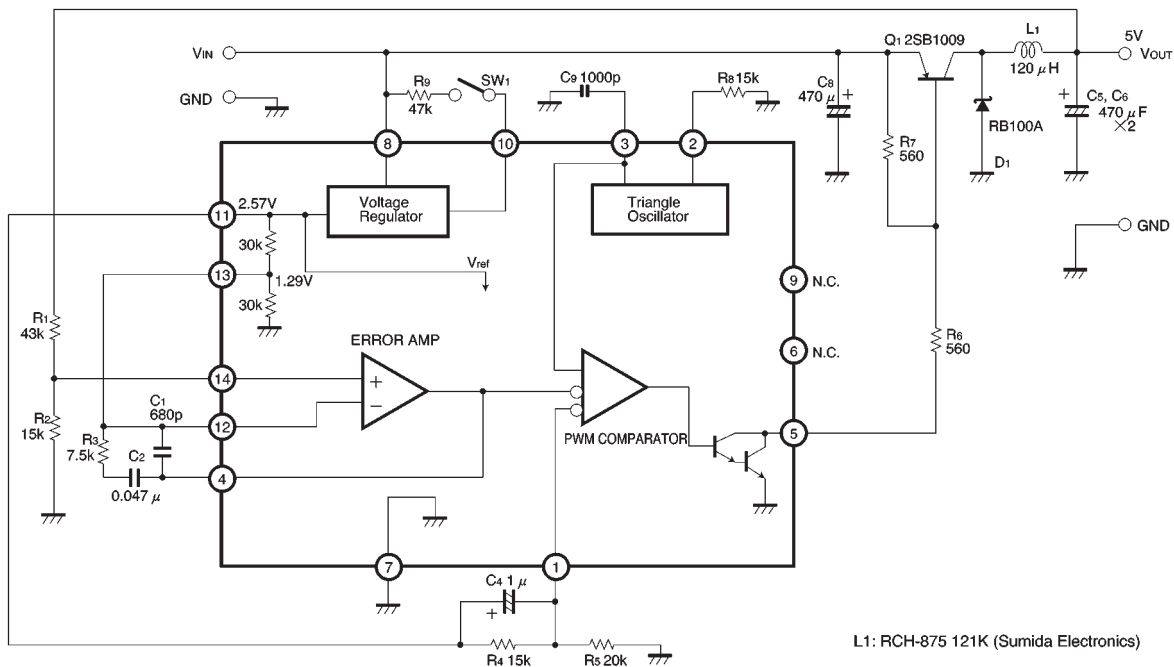 VIN
GND
R9
47k
SW1
C9 1000p
R8 15k
C8
470 μ
+
Q1 2SB1009
L1
120 μH
5V
VOUT
+
C5, C6
470 μF
×2
RB100A
D1
R7
560
GND
8
10
3
2
Voltage
Regulator
Triangle
Oscillator
11
2.57V
30k
13
1.29V
30k
Vref
9
N.C.
6
N.C.
R1
43k
R6
560
ERROR AMP
14
+
−
12
C1
680p
R2
15k
R3
7.5k
C2
0.047 μ
4
PWM COMPARATOR
5
7
1
C4 1 μ
+
R4 15k
R5 20k
L1: RCH-875 121K (Sumida Electronics)